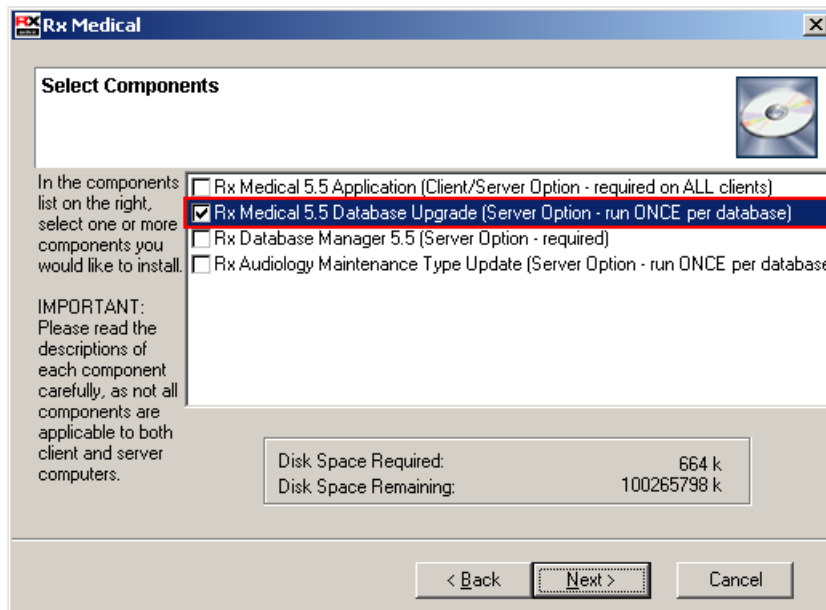 RX Rx Medical
Select Components
In the components
list on the right,
select one or more
components you
would like to install.
IMPORTANT:
Please read the
descriptions of
each component
carefully, as not all
components are
applicable to both
client and server
computers.
Rx Medical 5.5 Application (Client/Server Option - required on ALL clients)
Rx Medical 5.5 Database Upgrade (Server Option - run ONCE per database)
Rx Database Manager 5.5 (Server Option - required)
Rx Audiology Maintenance Type Update (Server Option - run ONCE per database
Disk Space Required: 664 k
Disk Space Remaining: 100265798 k
< Back Next > Cancel